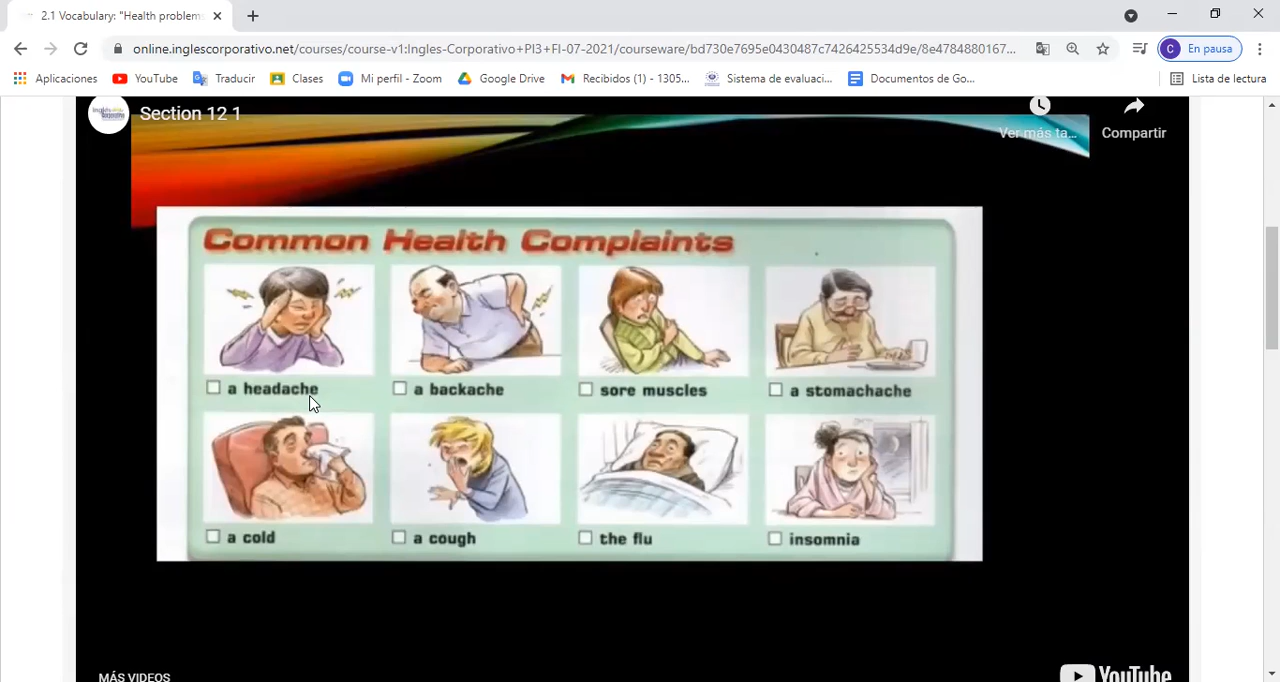 2.1 Vocabulary: "Health problem
online.inglescorporativo.net/courses/course-v1:Ingles-Corporativo+PI3+FI-07-2021/courseware/bd730e7695e0430487c7426425534d9e/8e4784880167...
C En pausa
Aplicaciones YouTube Traducir Clases Mi perfil - Zoom Google Drive Recibidos (1) - 1305... Sistema de evaluaci... Documentos de Go... Lista de lectura
Section 12 1
Ver más ta... Compartir
Common Health Complaints
a headache a backache sore muscles a stomachache
a cold a cough the flu insomnia
MÁS VIDEOS
YouTube